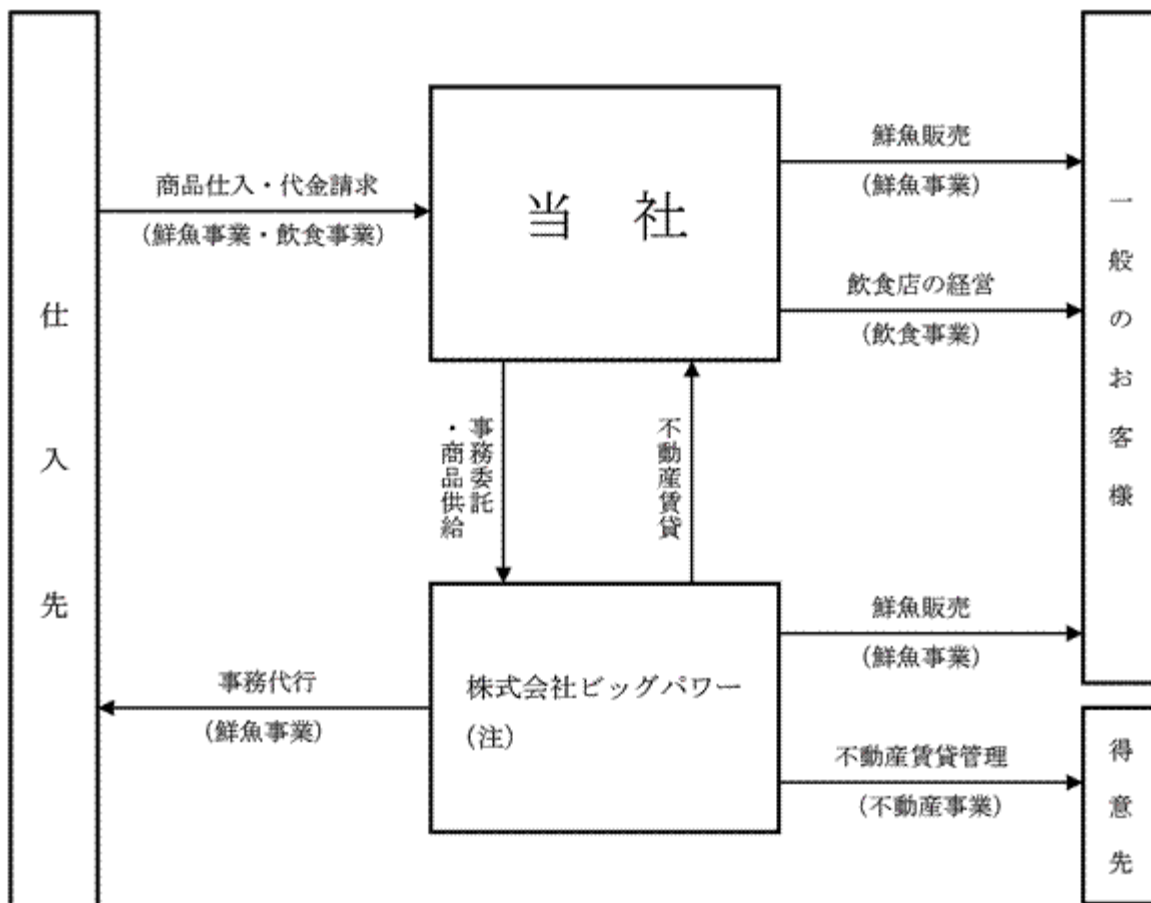 仕入先
商品仕入・代金請求
(鮮魚事業・飲食事業)
当 社
鮮魚販売
(鮮魚事業)
飲食店の経営
(飲食事業)
一般のお客様
事務委託
・商品供給
不動産賃貸
事務代行
(鮮魚事業)
株式会社ビッグパワー
(注)
鮮魚販売
(鮮魚事業)
不動産賃貸管理
(不動産事業)
得意先